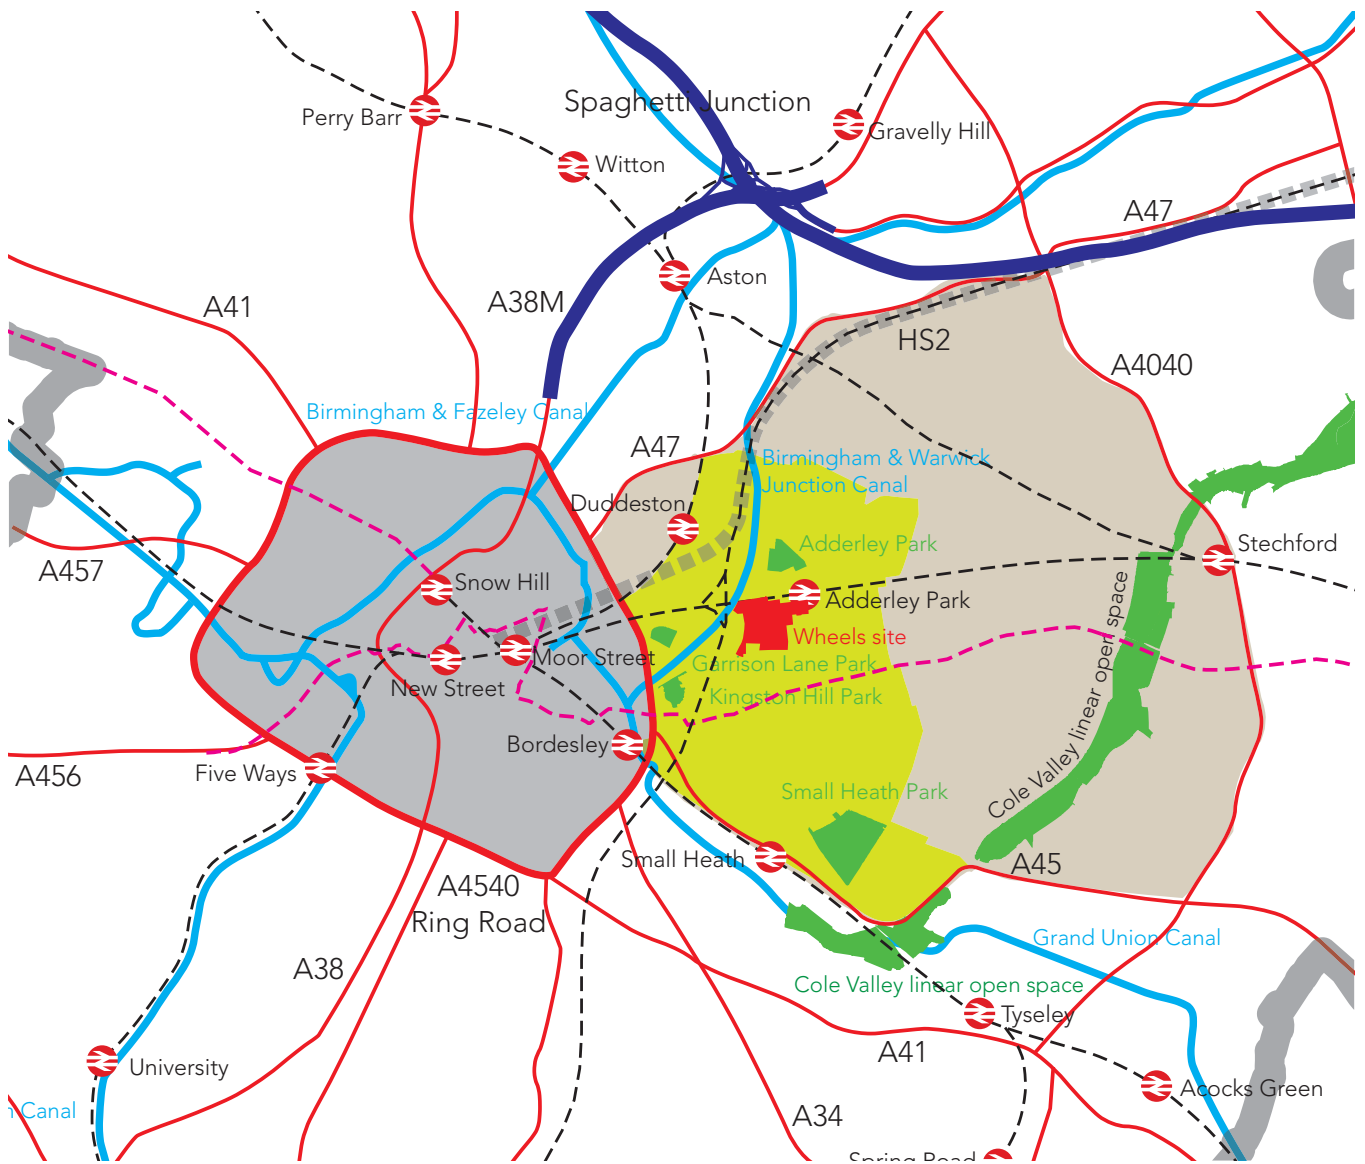 Spaghetti Junction
Perry Barr
Gravelly Hill
Witton
A47
Aston
A41
A38M
HS2
A4040
Birmingham & Fazeley Canal
A47
Birmingham & Warwick
Junction Canal
Duddeston
Adderley Park
Stechford
A457
Snow Hill
Adderley Park
Wheels site
Moor Street
Garrison Lane Park
New Street
Kingston Hill Park
Cole Valley linear open space
Bordesley
A456
Five Ways
Small Heath Park
Small Heath
A45
A4540
Ring Road
Grand Union Canal
A38
Cole Valley linear open space
Tyseley
A41
University
Acocks Green
n Canal
A34
Spring Road